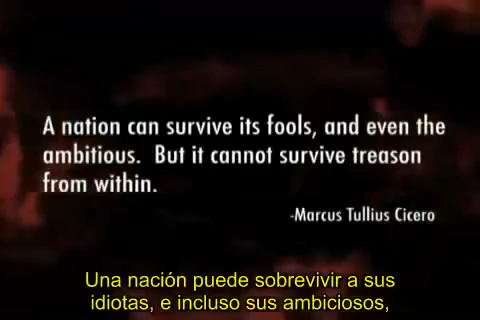 A nation can survive its fools, and even the
ambitious.  But it cannot survive treason
from within.
-Marcus Tullius Cicero
Una nación puede sobrevivir a sus
idiotas, e incluso sus ambiciosos,